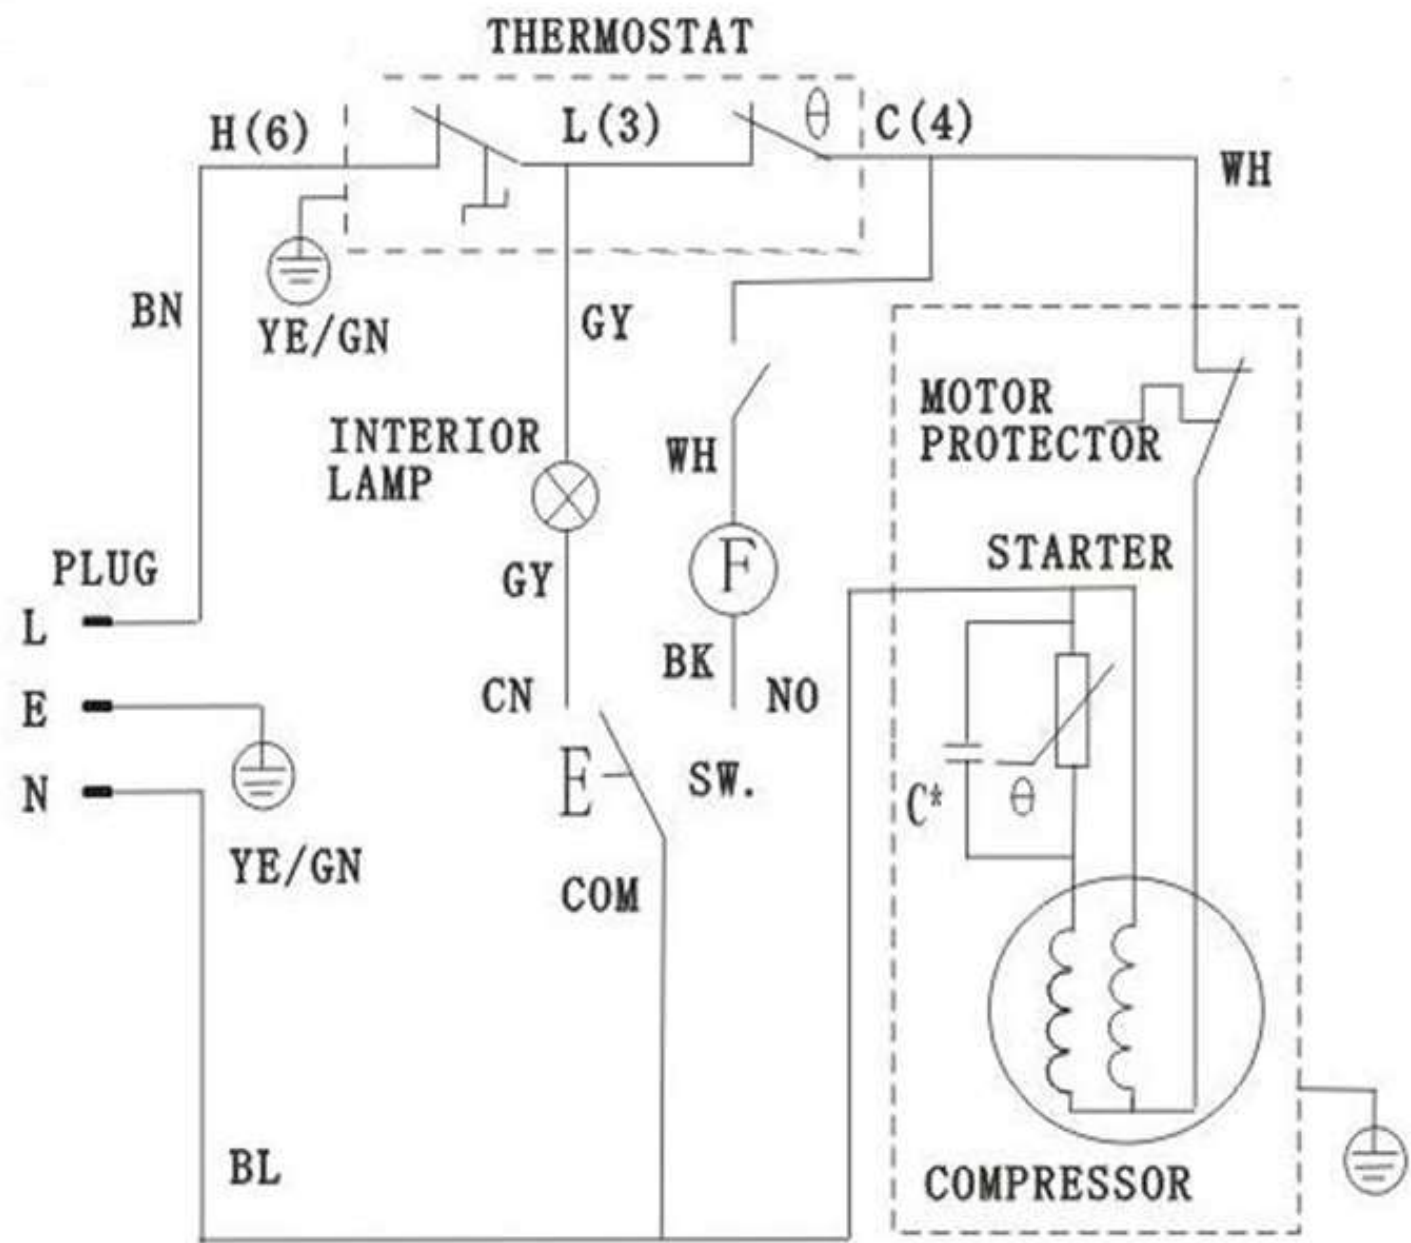 THERMOSTAT
H(6)
L(3)
θ
C(4)
WH
BN
YE/GN
GY
MOTOR
PROTECTOR
INTERIOR
LAMP
WH
F
STARTER
PLUG
L
GY
BK
NO
CN
E
E
SW.
C*
θ
N
YE/GN
COM
BL
COMPRESSOR